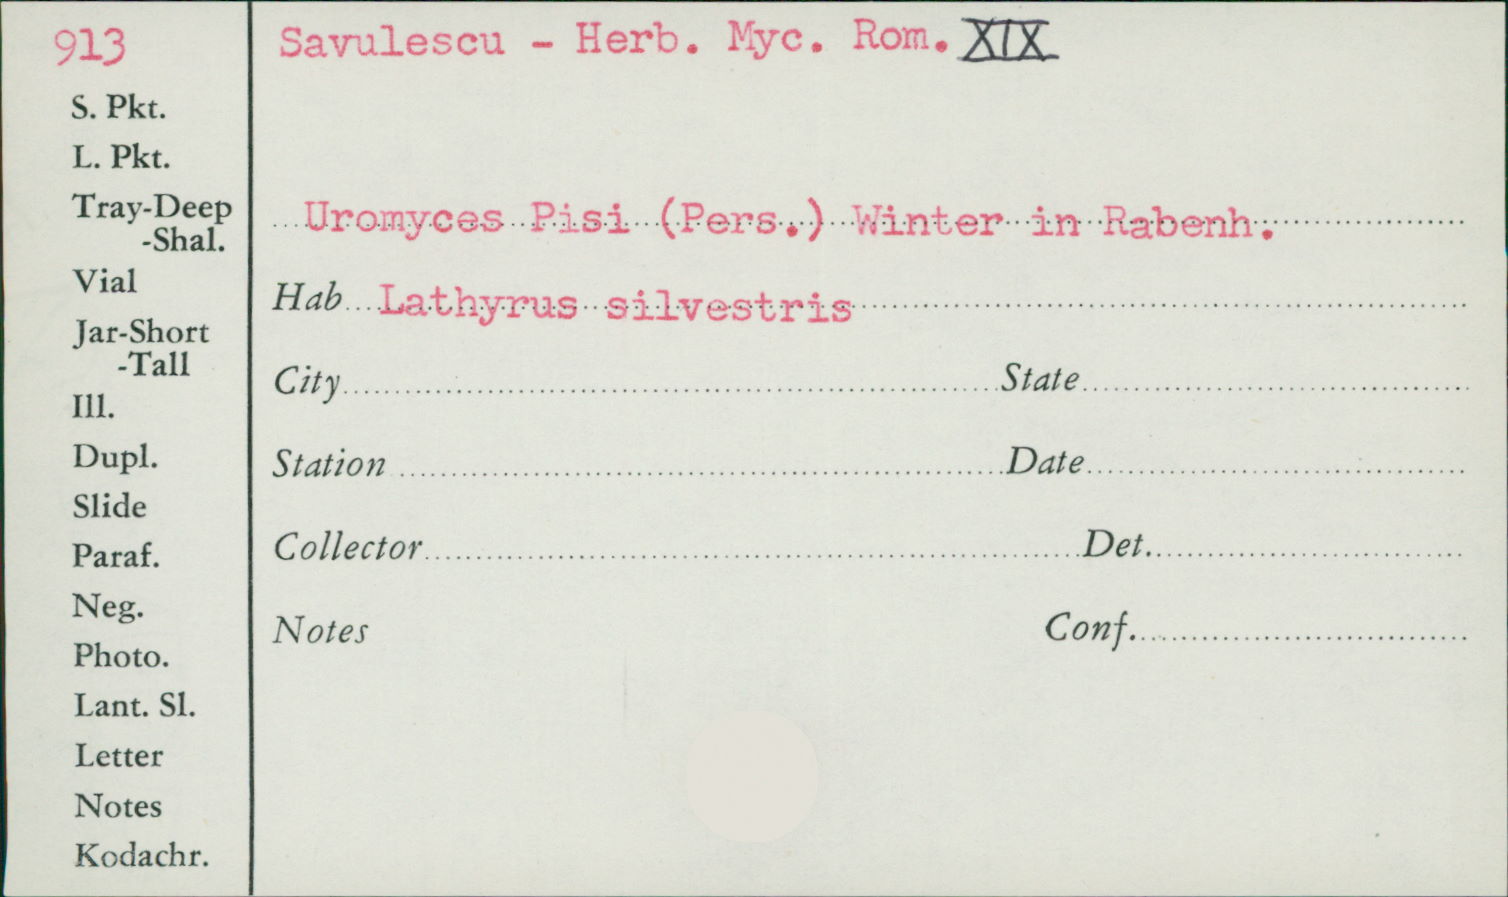 913
Savulescu - Herb. Myc. Rom. XIX
S. Pkt.
L. Pkt.
Tray-Deep
-Shal.
Vial
Jar-Short
-Tall
Ill.
Dupl.
Slide
Paraf.
Neg.
Photo.
Lant. Sl.
Letter
Notes
Kodachr.
Uromyces Pisi (Pers.) Winter in Rabenh.
Hab Lathyrus silvestris
City State
Station Date
Collector Det.
Notes Conf.